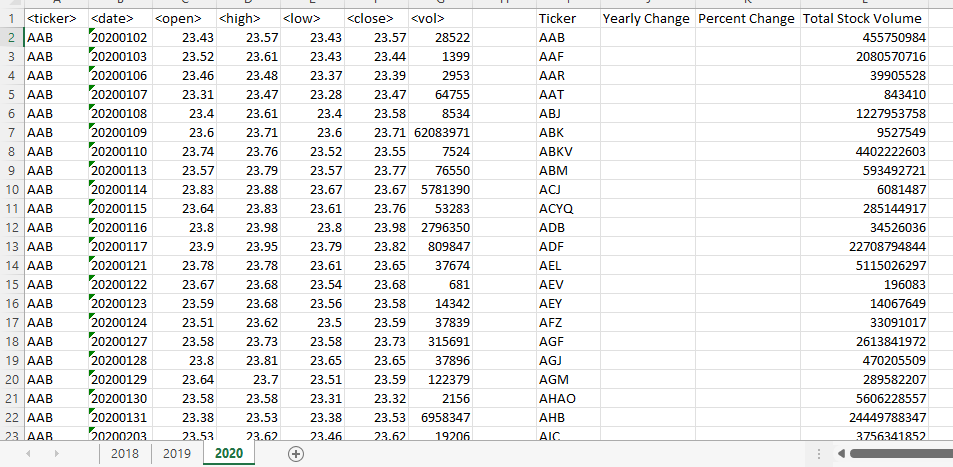 1 <ticker> <date> <open> <high> <low> <close> <vol> Ticker Yearly Change Percent Change Total Stock Volume
2 AAB 20200102 23.43 23.57 23.43 23.57 28522 AAB 455750984
3 AAB 20200103 23.52 23.61 23.43 23.44 1399 AAF 2080570716
4 AAB 20200106 23.46 23.48 23.37 23.39 2953 AAR 39905528
5 AAB 20200107 23.31 23.47 23.28 23.47 64755 AAT 843410
6 AAB 20200108 23.4 23.61 23.4 23.58 8534 ABJ 1227953758
7 AAB 20200109 23.6 23.71 23.6 23.71 62083971 ABK 9527549
8 AAB 20200110 23.74 23.76 23.52 23.55 7524 ABKV 4402222603
9 AAB 20200113 23.57 23.79 23.57 23.77 76550 ABM 593492721
10 AAB 20200114 23.83 23.88 23.67 23.67 5781390 ACJ 6081487
11 AAB 20200115 23.64 23.83 23.61 23.76 53283 ACYQ 285144917
12 AAB 20200116 23.8 23.98 23.8 23.98 2796350 ADB 34526036
13 AAB 20200117 23.9 23.95 23.79 23.82 809847 ADF 22708794844
14 AAB 20200121 23.78 23.78 23.61 23.65 37674 AEL 5115026297
15 AAB 20200122 23.67 23.68 23.54 23.68 681 AEV 196083
16 AAB 20200123 23.59 23.68 23.56 23.58 14342 AEY 14067649
17 AAB 20200124 23.51 23.62 23.5 23.59 37839 AFZ 33091017
18 AAB 20200127 23.58 23.73 23.58 23.73 315691 AGF 2613841972
19 AAB 20200128 23.8 23.81 23.65 23.65 37896 AGJ 470205509
20 AAB 20200129 23.64 23.7 23.51 23.59 122379 AGM 289582207
21 AAB 20200130 23.58 23.58 23.31 23.32 2156 AHAO 5606228557
22 AAB 20200131 23.38 23.53 23.38 23.53 6958347 AHB 24449788347
23 AAB 20200203 23.53 23.62 23.46 23.62 19206 AIC 3756341852
2018 2019 2020